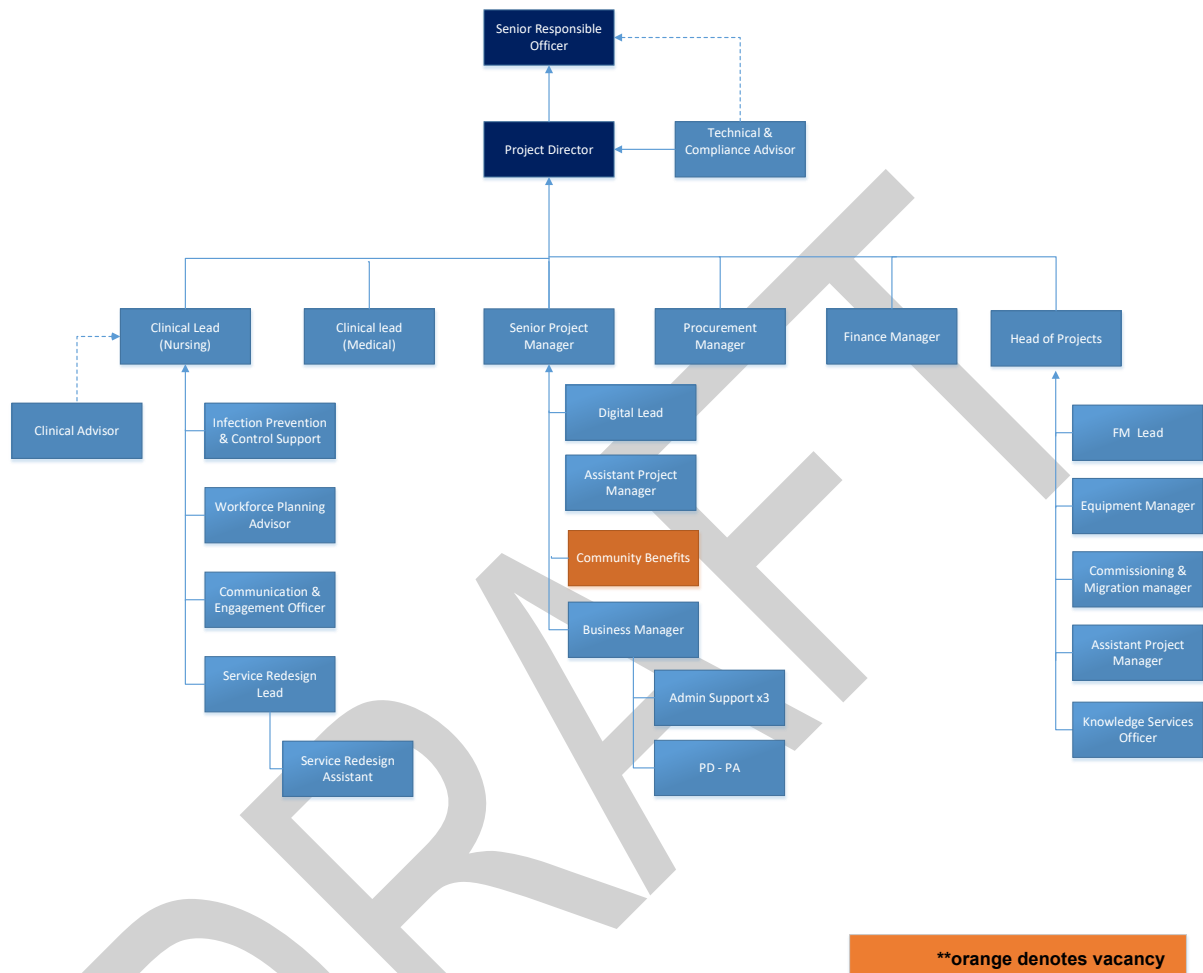 Senior Responsible
Officer
Project Director
Technical &
Compliance Advisor
Clinical Lead
(Nursing)
Clinical lead
(Medical)
Senior Project
Manager
Procurement
Manager
Finance Manager
Head of Projects
Clinical Advisor
Infection Prevention
& Control Support
Workforce Planning
Advisor
Communication &
Engagement Officer
Service Redesign
Lead
Service Redesign
Assistant
Digital Lead
Assistant Project
Manager
Community Benefits
Business Manager
Admin Support x3
PD - PA
FM Lead
Equipment Manager
Commissioning &
Migration manager
Assistant Project
Manager
Knowledge Services
Officer
**orange denotes vacancy
DRAFT